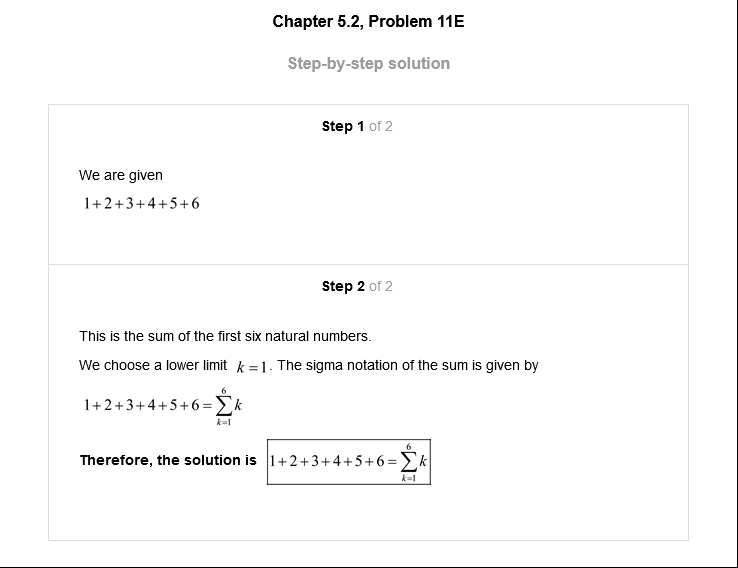 Chapter 5.2, Problem 11E
Step-by-step solution
Step 1 of 2
We are given
1+2+3+4+5+6
Step 2 of 2
This is the sum of the first six natural numbers.
We choose a lower limit k=1. The sigma notation of the sum is given by
1+2+3+4+5+6=∑_{k=1}^{6} k
Therefore, the solution is 1+2+3+4+5+6=∑_{k=1}^{6} k